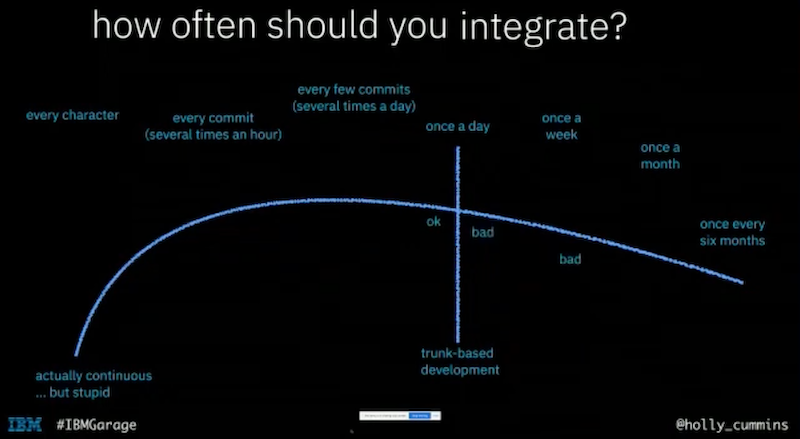 how often should you integrate?
every character
every commit
(several times an hour)
every few commits
(several times a day)
once a day
once a
week
once a
month
once every
six months
ok
bad
bad
actually continuous
... but stupid
trunk-based
development
IBM #IBMGarage
@holly_cummins